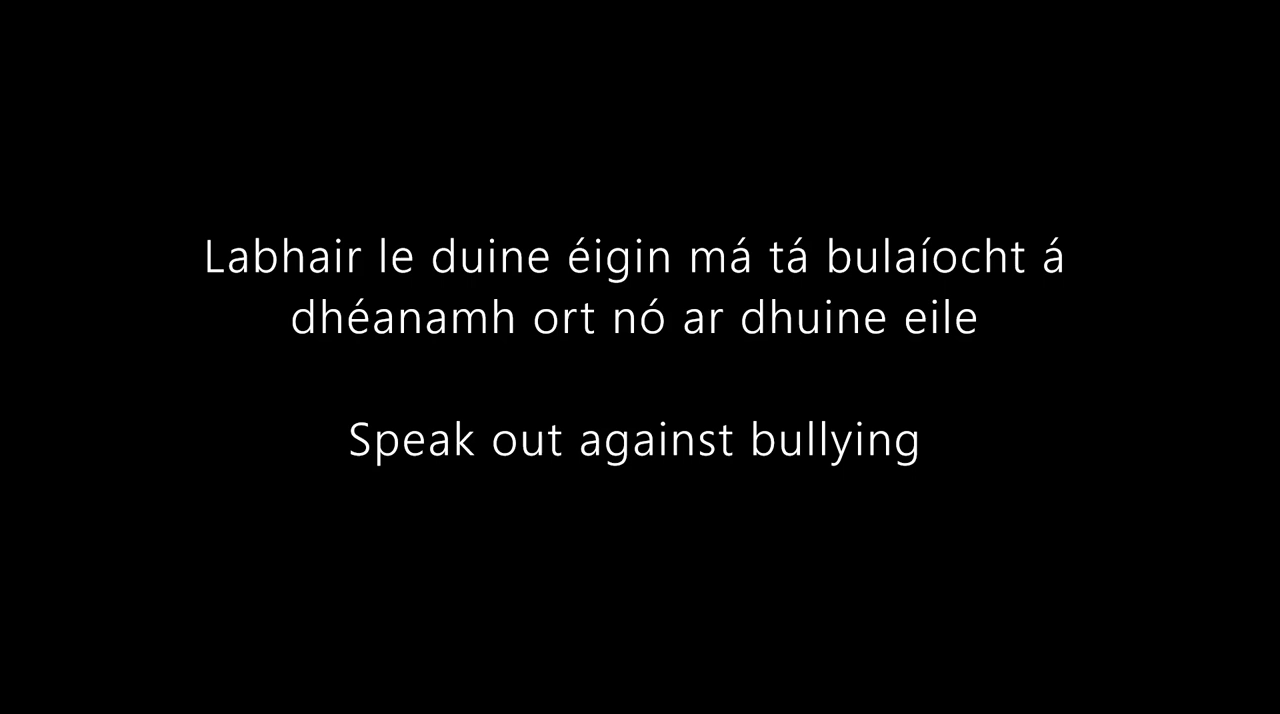 Labhair le duine éigin má tá bulaíocht á
dhéanamh ort nó ar dhuine eile
Speak out against bullying